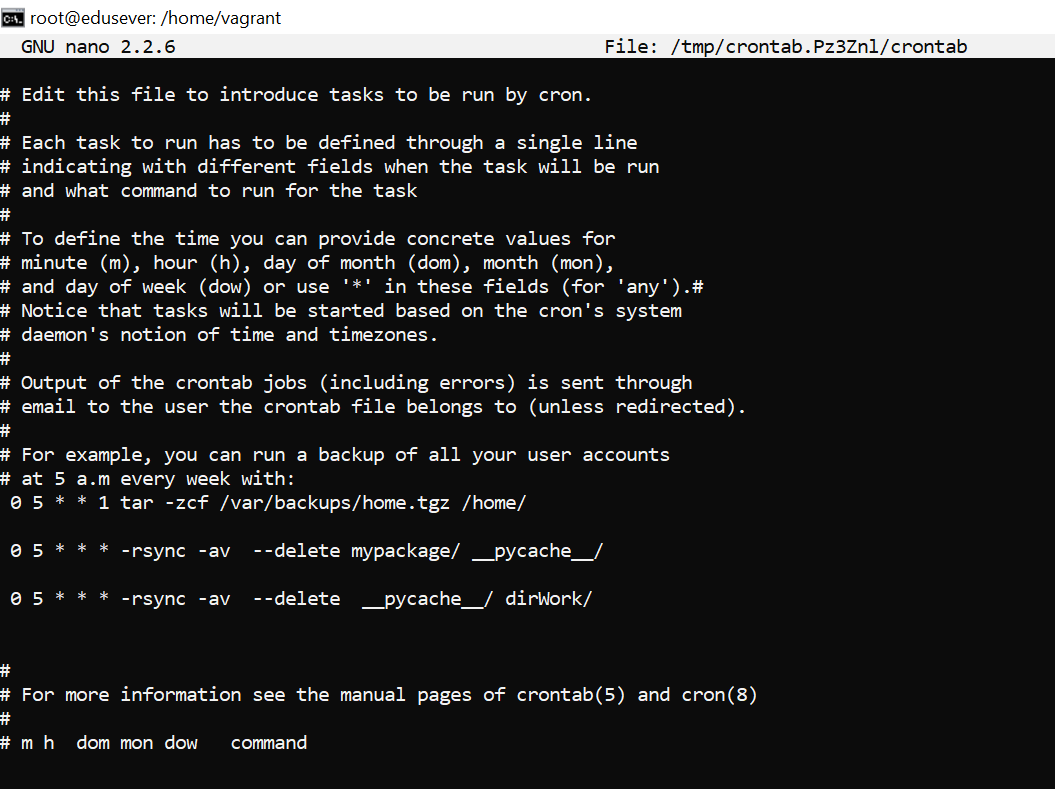 root@edusever: /home/vagrant
GNU nano 2.2.6 File: /tmp/crontab.Pz3Znl/crontab
# Edit this file to introduce tasks to be run by cron.
#
# Each task to run has to be defined through a single line
# indicating with different fields when the task will be run
# and what command to run for the task
#
# To define the time you can provide concrete values for
# minute (m), hour (h), day of month (dom), month (mon),
# and day of week (dow) or use '*' in these fields (for 'any').#
# Notice that tasks will be started based on the cron's system
# daemon's notion of time and timezones.
#
# Output of the crontab jobs (including errors) is sent through
# email to the user the crontab file belongs to (unless redirected).
#
# For example, you can run a backup of all your user accounts
# at 5 a.m every week with:
0 5 * * 1 tar -zcf /var/backups/home.tgz /home/
0 5 * * * -rsync -av  --delete mypackage/ __pycache__/
0 5 * * * -rsync -av  --delete  __pycache__/ dirWork/
#
# For more information see the manual pages of crontab(5) and cron(8)
#
# m h  dom mon dow   command